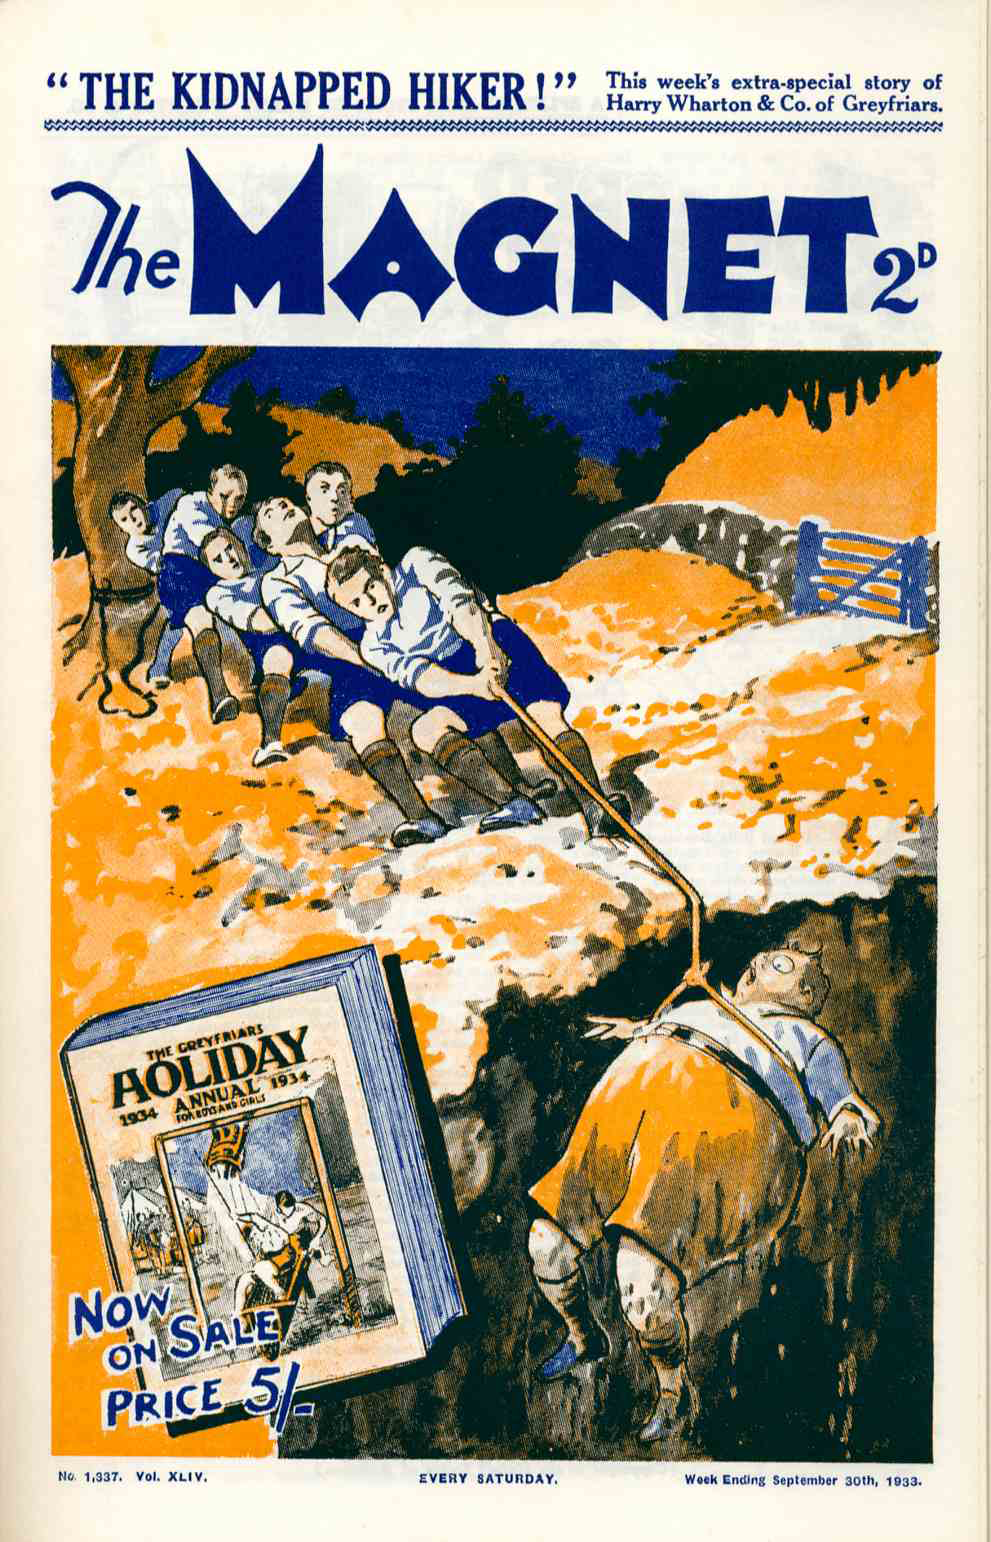 “THE KIDNAPPED HIKER!” This week's extra-special story of
Harry Wharton & Co. of Greyfriars.
The MAGNET 2D
THE GREYFRIARS
HOLIDAY
1934 ANNUAL 1934
FOR BOYS AND GIRLS
NOW
ON SALE
PRICE 5/-
No. 1,337. Vol. XLIV. EVERY SATURDAY. Week Ending September 30th, 1933.